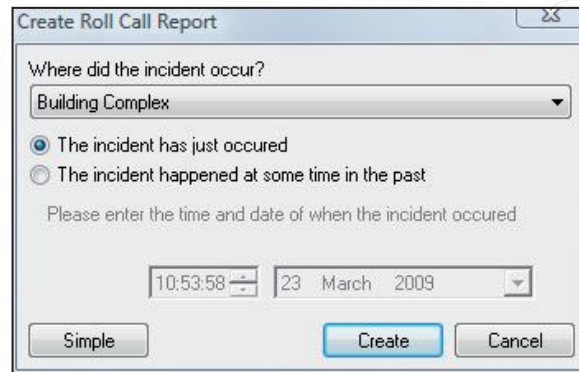 Create Roll Call Report
Where did the incident occur?
Building Complex
The incident has just occured
The incident happened at some time in the past
Please enter the time and date of when the incident occured
10:53:58 23 March 2009
Simple Create Cancel